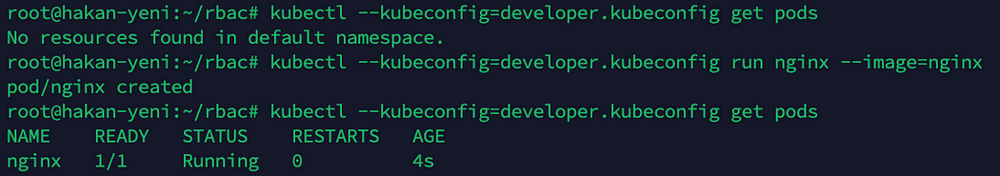 root@hakan-yeni:~/rbac# kubectl --kubeconfig=developer.kubeconfig get pods
No resources found in default namespace.
root@hakan-yeni:~/rbac# kubectl --kubeconfig=developer.kubeconfig run nginx --image=nginx
pod/nginx created
root@hakan-yeni:~/rbac# kubectl --kubeconfig=developer.kubeconfig get pods
NAME    READY   STATUS    RESTARTS   AGE
nginx   1/1     Running   0          4s